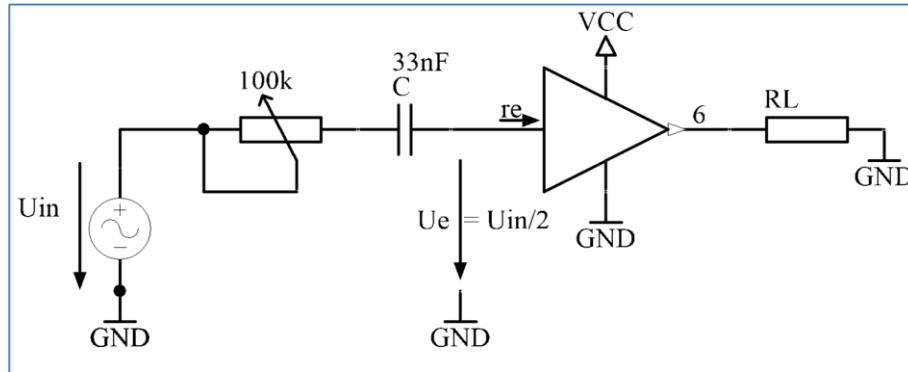 VCC
33nF
100k
C
re
6
RL
GND
Uin
+
-
Ue = Uin/2
GND
GND
GND